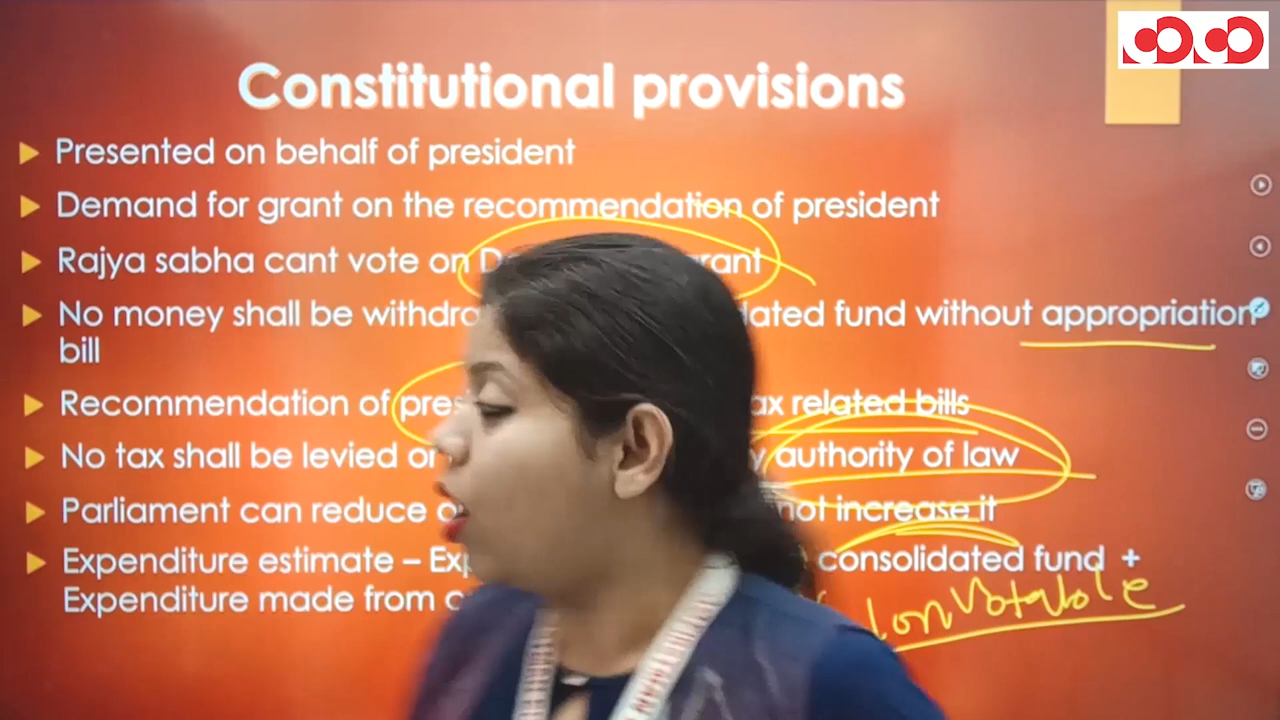 Constitutional provisions
Presented on behalf of president
Demand for grant on the recommendation of president
Rajya sabha cant vote on
No money shall be fund without appropriation
bill
Recommendation of related bills
No tax shall be levied authority of law
Parliament can reduce not increase it
Expenditure estimate – consolidated fund +
Expenditure made from
Votable